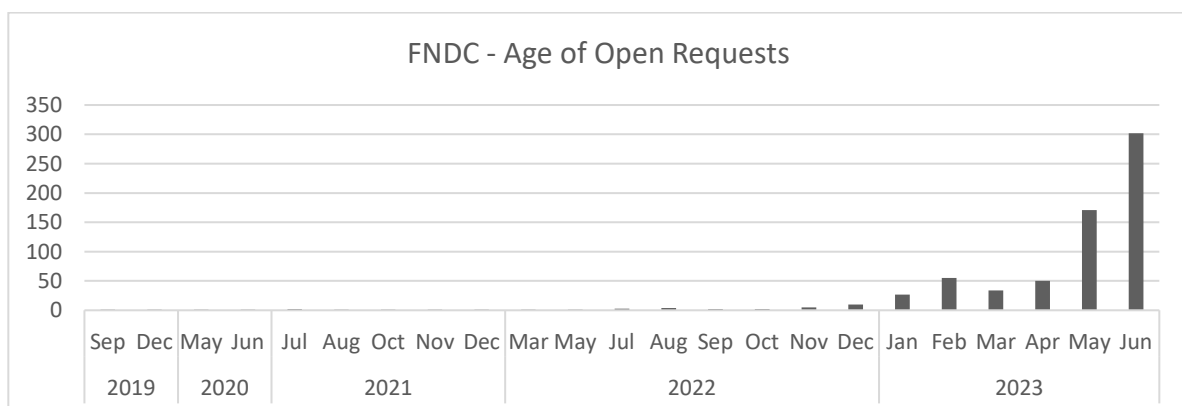 FNDC - Age of Open Requests
350
300
250
200
150
100
50
0
Sep Dec May Jun Jul Aug Oct Nov Dec Mar May Jul Aug Sep Oct Nov Dec Jan Feb Mar Apr May Jun
2019 2020 2021 2022 2023